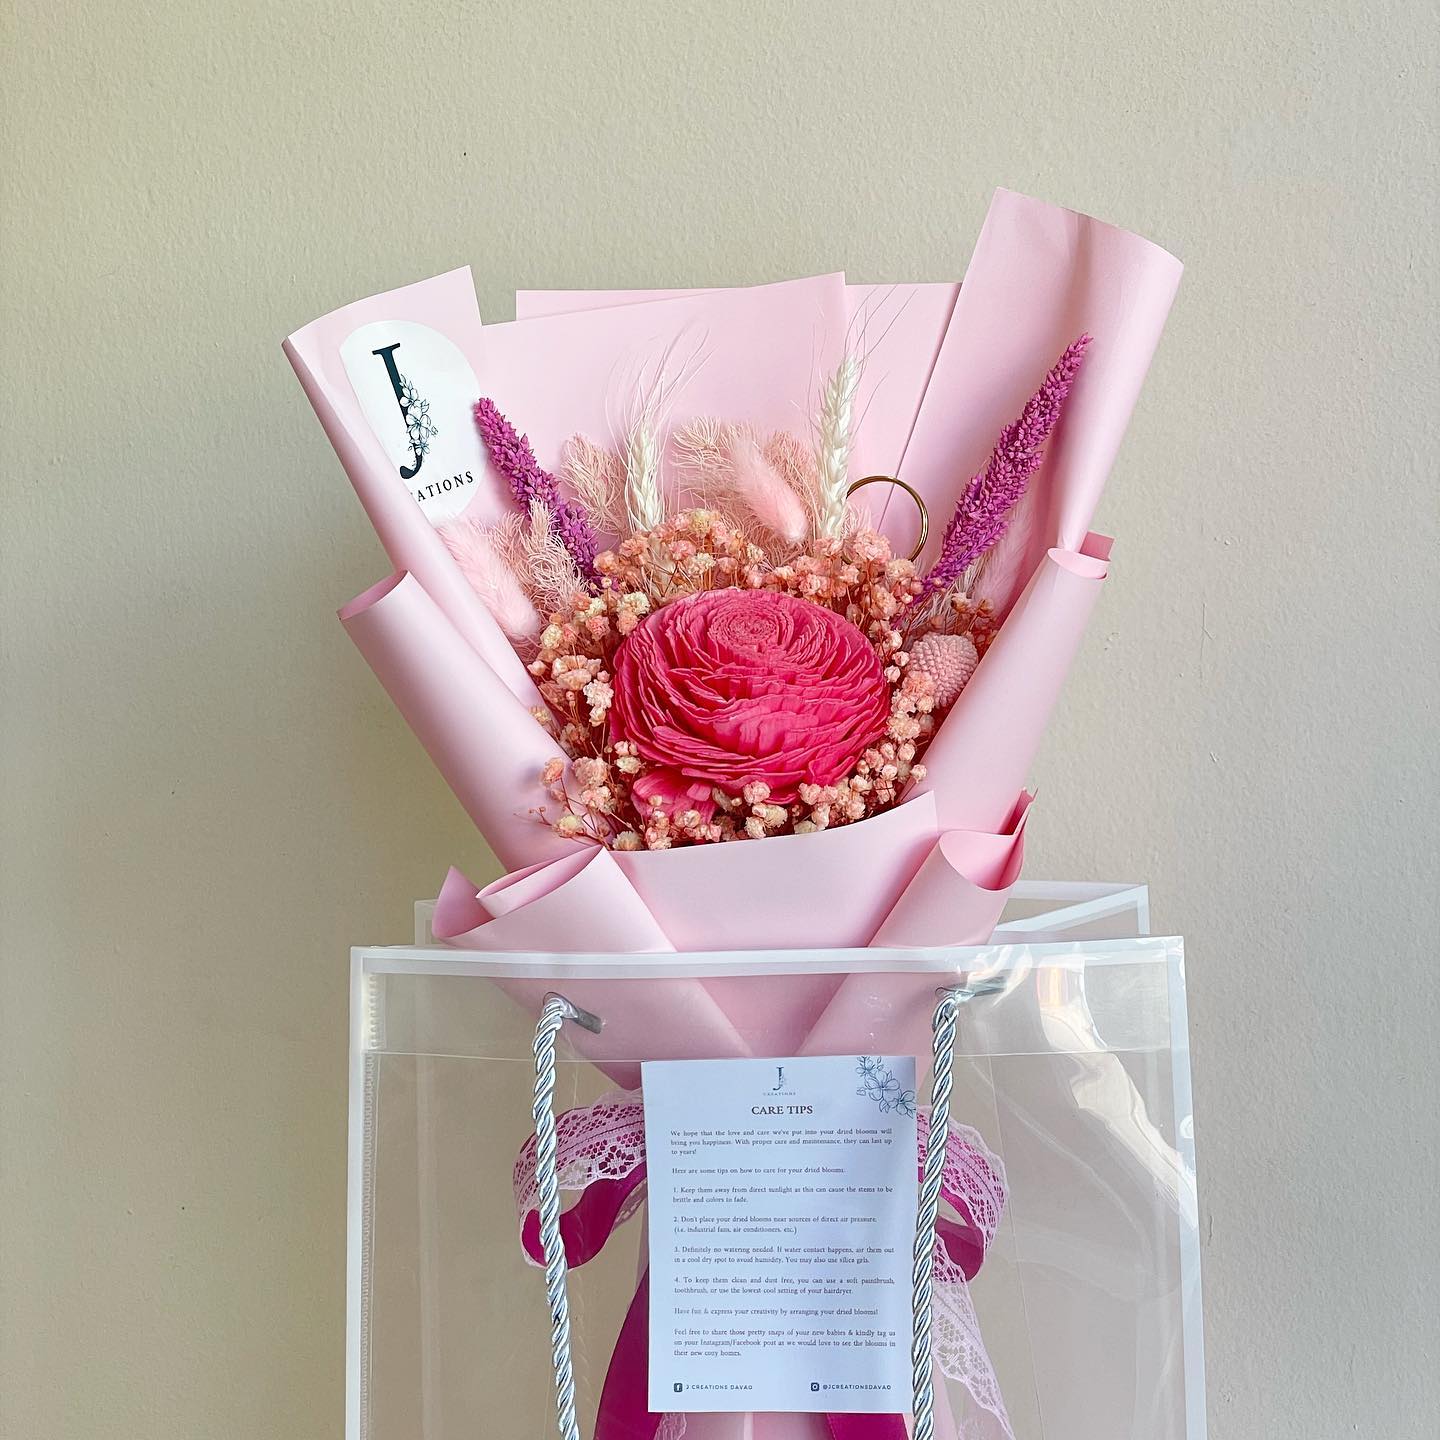 J
EATIONS
J
CREATIONS
CARE TIPS
We hope that the love and care we've put into your dried blooms will
bring you happiness. With proper care and maintenance, they can last up
to years!
Here are some tips on how to care for your dried blooms.
1. Keep them away from direct sunlight as this can cause the stems to be
brittle and colors to fade.
2. Don't place your dried blooms near sources of direct air pressure.
(i.e. industrial fans, air conditioners, etc.)
3. Definitely no watering needed. If water contact happens, air them out
in a cool dry spot to avoid humidity. You may also use silica gels.
4. To keep them clean and dust free, you can use a soft paintbrush,
toothbrush, or use the lowest cool setting of your hairdryer.
Have fun & express your creativity by arranging your dried blooms!
Feel free to share those pretty snaps of your new babies & kindly tag us
on your Instagram/Facebook post as we would love to see the blooms in
their new cozy homes.
J CREATIONS DAVAO
@JCREATIONSDAVAO